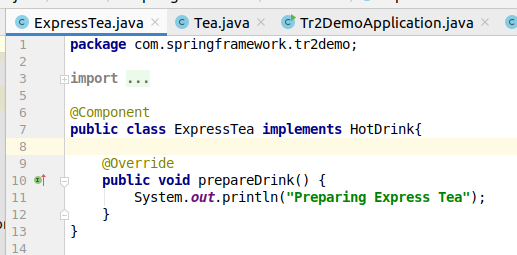 ExpressTea.java × Tea.java × Tr2DemoApplication.java ×
1 package com.springframework.tr2demo;
2
3 import ...
5
6 @Component
7 public class ExpressTea implements HotDrink{
8
9 @Override
10 public void prepareDrink() {
11 System.out.println("Preparing Express Tea");
12 }
13 }
14